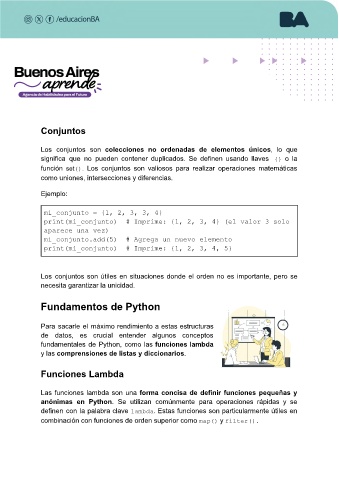 /educacionBA
BA
Buenos Aires
aprende
Agencia de Habilidades para el Futuro
Conjuntos
Los conjuntos son colecciones no ordenadas de elementos únicos, lo que
significa que no pueden contener duplicados. Se definen usando llaves {} o la
función set(). Los conjuntos son valiosos para realizar operaciones matemáticas
como uniones, intersecciones y diferencias.
Ejemplo:
mi_conjunto = {1, 2, 3, 3, 4}
print(mi_conjunto) # Imprime: {1, 2, 3, 4} (el valor 3 solo
aparece una vez)
mi_conjunto.add(5) # Agrega un nuevo elemento
print(mi_conjunto) # Imprime: {1, 2, 3, 4, 5}
Los conjuntos son útiles en situaciones donde el orden no es importante, pero se
necesita garantizar la unicidad.
Fundamentos de Python
Para sacarle el máximo rendimiento a estas estructuras
de datos, es crucial entender algunos conceptos
fundamentales de Python, como las funciones lambda
y las comprensiones de listas y diccionarios.
Funciones Lambda
Las funciones lambda son una forma concisa de definir funciones pequeñas y
anónimas en Python. Se utilizan comúnmente para operaciones rápidas y se
definen con la palabra clave lambda. Estas funciones son particularmente útiles en
combinación con funciones de orden superior como map() y filter().